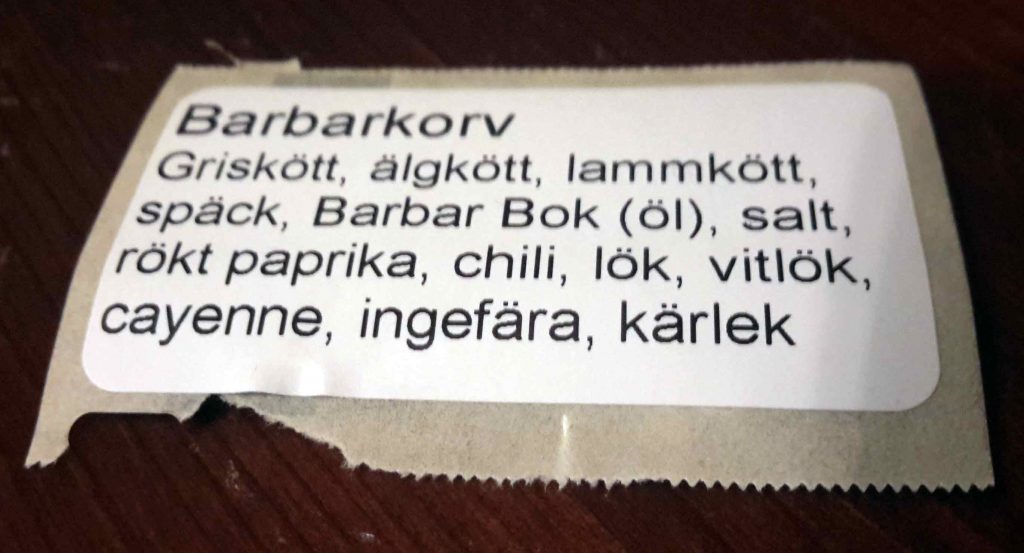 Barbarkorv
Griskött, älgkött, lammkött,
späck, Barbar Bok (öl), salt,
rökt paprika, chili, lök, vitlök,
cayenne, ingefära, kärlek